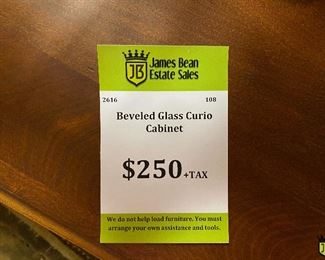 JB
James Bean
Estate Sales
2616 108
Beveled Glass Curio
Cabinet
$250 +TAX
We do not help load furniture. You must
arrange your own assistance and tools.